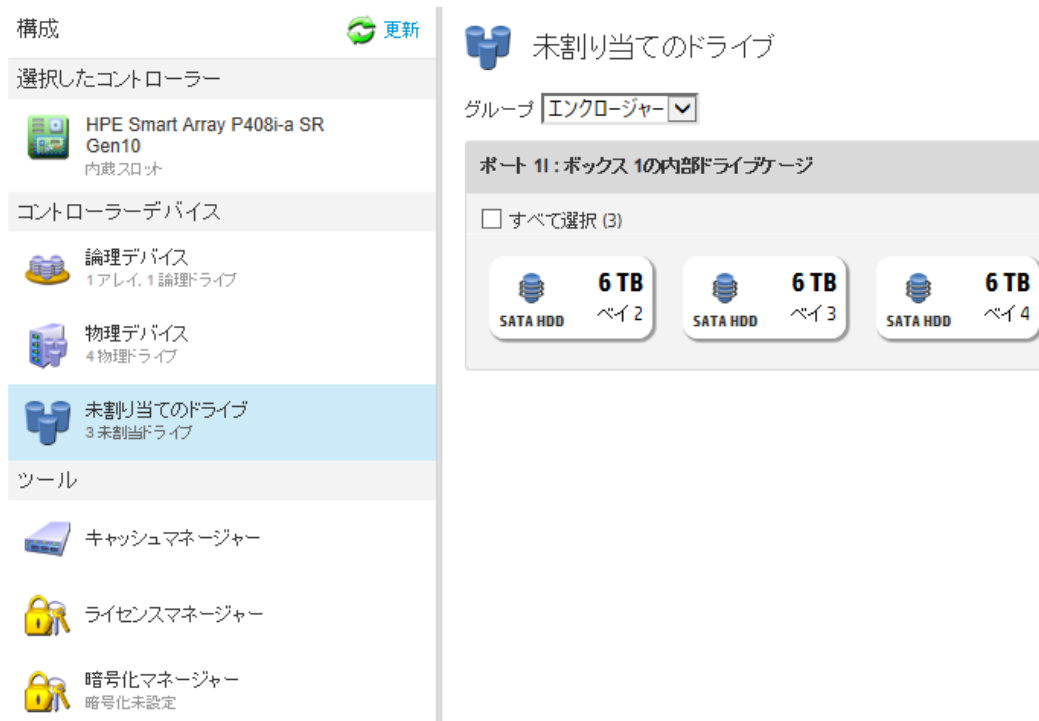 構成
更新
選択したコントローラー
HPE Smart Array P408i-a SR
Gen10
内蔵スロット
コントローラーデバイス
論理デバイス
1 アレイ, 1 論理ドライブ
物理デバイス
4 物理ドライブ
未割り当てのドライブ
3 未割当ドライブ
ツール
キャッシュマネージャー
ライセンスマネージャー
暗号化マネージャー
暗号化未設定
未割り当てのドライブ
グループ エンクロージャー
ポート 1I : ボックス 1の内部ドライブケージ
すべて選択 (3)
SATA HDD 6 TB
ベイ 2
SATA HDD 6 TB
ベイ 3
SATA HDD 6 TB
ベイ 4